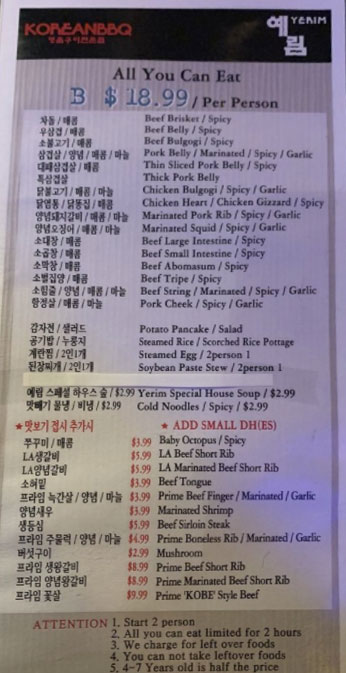 KOREANBBQ
예림 YERIM
All You Can Eat
B $ 18.99 / Per Person
차돌 / 매콤 Beef Brisket / Spicy
우삼겹 / 매콤 Beef Belly / Spicy
소불고기 / 매콤 Beef Bulgogi / Spicy
삼겹살 / 양념 / 매콤 / 마늘 Pork Belly / Marinated / Spicy / Garlic
대패삼겹살 / 매콤 Thin Sliced Pork Belly / Spicy
특삼겹살 Thick Pork Belly
닭불고기 / 매콤 / 마늘 Chicken Bulgogi / Spicy / Garlic
닭염통 / 닭똥집 / 매콤 Chicken Heart / Chicken Gizzard / Spicy
양념돼지갈비 / 매콤 / 마늘 Marinated Pork Rib / Spicy / Garlic
양념오징어 / 매콤 / 마늘 Marinated Squid / Spicy / Garlic
소대창 / 매콤 Beef Large Intestine / Spicy
소곱창 / 매콤 Beef Small Intestine / Spicy
소막창 / 매콤 Beef Abomasum / Spicy
소벌집양 / 매콤 Beef Tripe / Spicy
소힘줄 / 양념 / 매콤 / 마늘 Beef String / Marinated / Spicy / Garlic
항정살 / 매콤 / 마늘 Pork Cheek / Spicy / Garlic
감자전 / 샐러드 Potato Pancake / Salad
공기밥 / 누룽지 Steamed Rice / Scorched Rice Pottage
계란찜 / 2인1개 Steamed Egg / 2person 1
된장찌개 / 2인1개 Soybean Paste Stew / 2person 1
예림 스페셜 하우스 술 / $2.99 Yerim Special House Soup / $2.99
맛빼기 물냉 / 비냉 / $2.99 Cold Noodles / Spicy / $2.99
★ 맛보기 접시 추가시 ★ ADD SMALL DH(ES)
쭈꾸미 / 매콤 $3.99 Baby Octopus / Spicy
LA생갈비 $5.99 LA Beef Short Rib
LA양념갈비 $5.99 LA Marinated Beef Short Rib
소혀밑 $3.99 Beef Tongue
프라임 늑간살 / 양념 / 마늘 $3.99 Prime Beef Finger / Marinated / Garlic
양념새우 $3.99 Marinated Shrimp
생등심 $5.99 Beef Sirloin Steak
프라임 주물럭 / 양념 / 마늘 $4.99 Prime Boneless Rib / Marinated / Garlic
버섯구이 $2.99 Mushroom
프라임 생왕갈비 $8.99 Prime Beef Short Rib
프라임 양념왕갈비 $8.99 Prime Marinated Beef Short Rib
프라임 꽃살 $9.99 Prime 'KOBE' Style Beef
ATTENTION 1. Start 2 person
2. All you can eat limited for 2 hours
3. We charge for left over foods
4. You can not take leftover foods
5. 4-7 Years old is half the price